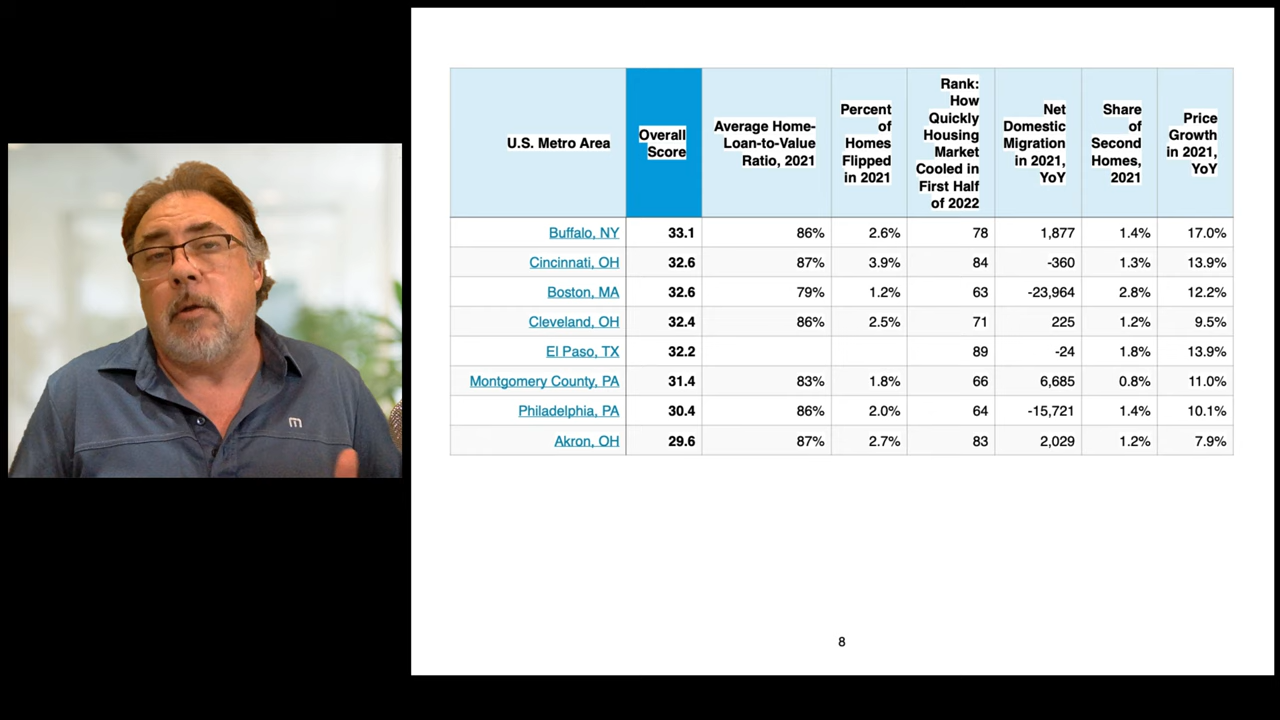 U.S. Metro Area
Overall
Score
Average Home-
Loan-to-Value
Ratio, 2021
Percent
of
Homes
Flipped
in 2021
Rank:
How
Quickly
Housing
Market
Cooled in
First Half
of 2022
Net
Domestic
Migration
in 2021,
YoY
Share
of
Second
Homes,
2021
Price
Growth
in 2021,
YoY
Buffalo, NY 33.1 86% 2.6% 78 1,877 1.4% 17.0%
Cincinnati, OH 32.6 87% 3.9% 84 -360 1.3% 13.9%
Boston, MA 32.6 79% 1.2% 63 -23,964 2.8% 12.2%
Cleveland, OH 32.4 86% 2.5% 71 225 1.2% 9.5%
El Paso, TX 32.2 89 -24 1.8% 13.9%
Montgomery County, PA 31.4 83% 1.8% 66 6,685 0.8% 11.0%
Philadelphia, PA 30.4 86% 2.0% 64 -15,721 1.4% 10.1%
Akron, OH 29.6 87% 2.7% 83 2,029 1.2% 7.9%
8